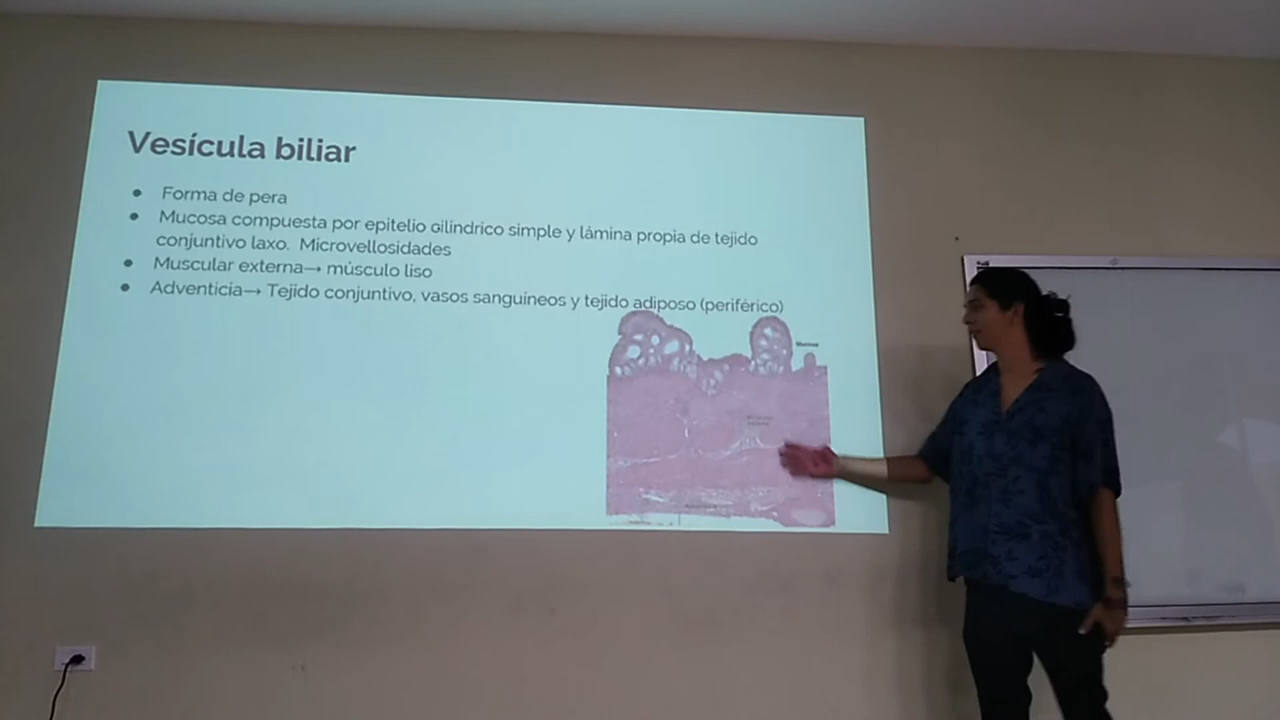 Vesícula biliar
● Forma de pera
● Mucosa compuesta por epitelio cilindrico simple y lámina propia de tejido
conjuntivo laxo. Microvellosidades
● Muscular externa→ músculo liso
● Adventicia→ Tejido conjuntivo, vasos sanguineos y tejido adiposo (periférico)
Mucosa